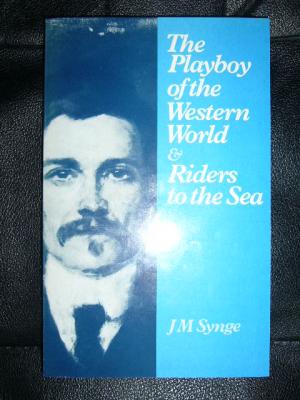 The
Playboy
of the
Western
World
&
Riders
to the Sea
J M Synge